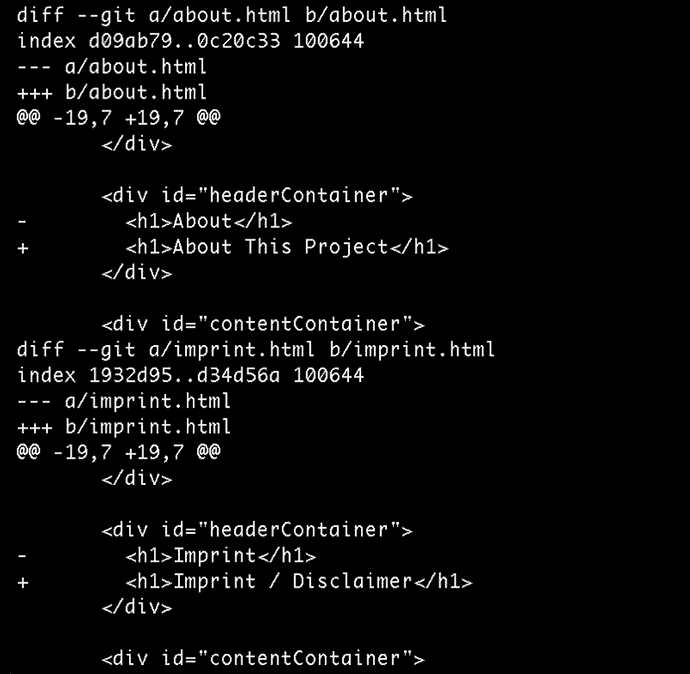 diff --git a/about.html b/about.html
index d09ab79..0c20c33 100644
--- a/about.html
+++ b/about.html
@@ -19,7 +19,7 @@
       </div>

       <div id="headerContainer">
-        <h1>About</h1>
+        <h1>About This Project</h1>
       </div>

       <div id="contentContainer">
diff --git a/imprint.html b/imprint.html
index 1932d95..d34d56a 100644
--- a/imprint.html
+++ b/imprint.html
@@ -19,7 +19,7 @@
       </div>

       <div id="headerContainer">
-        <h1>Imprint</h1>
+        <h1>Imprint / Disclaimer</h1>
       </div>

       <div id="contentContainer">